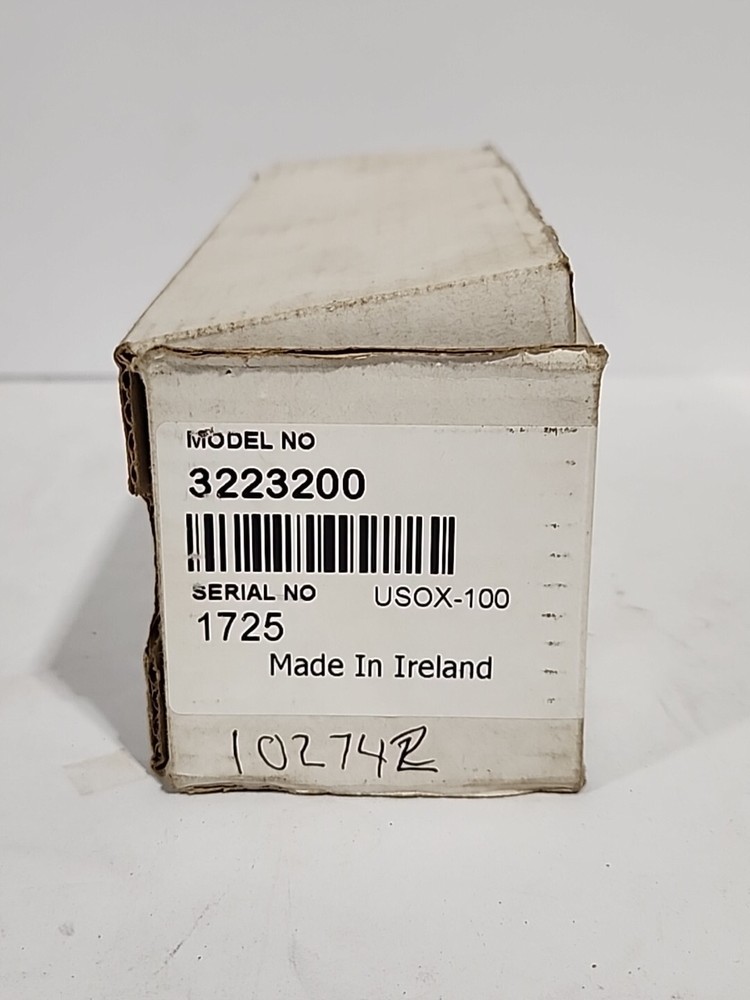 MODEL NO
3223200
SERIAL NO USOX-100
1725
Made In Ireland
10274R